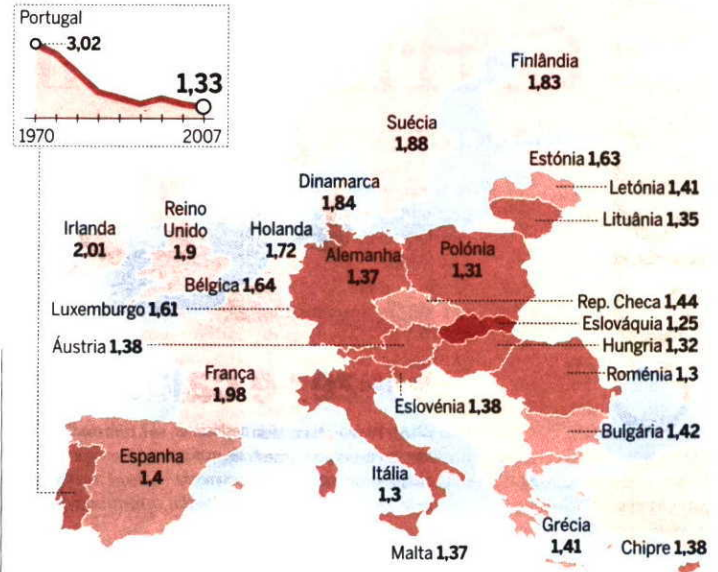 Portugal
3,02
1,33
1970 2007
Finlândia
1,83
Suécia
1,88
Estónia 1,63
Letónia 1,41
Lituânia 1,35
Dinamarca
1,84
Irlanda
2,01
Reino
Unido
1,9
Holanda
1,72
Alemanha
1,37
Polónia
1,31
Bélgica 1,64
Luxemburgo 1,61
Áustria 1,38
Rep. Checa 1,44
Eslováquia 1,25
Hungria 1,32
Roménia 1,3
França
1,98
Eslovénia 1,38
Bulgária 1,42
Espanha
1,4
Itália
1,3
Malta 1,37
Grécia
1,41
Chipre 1,38